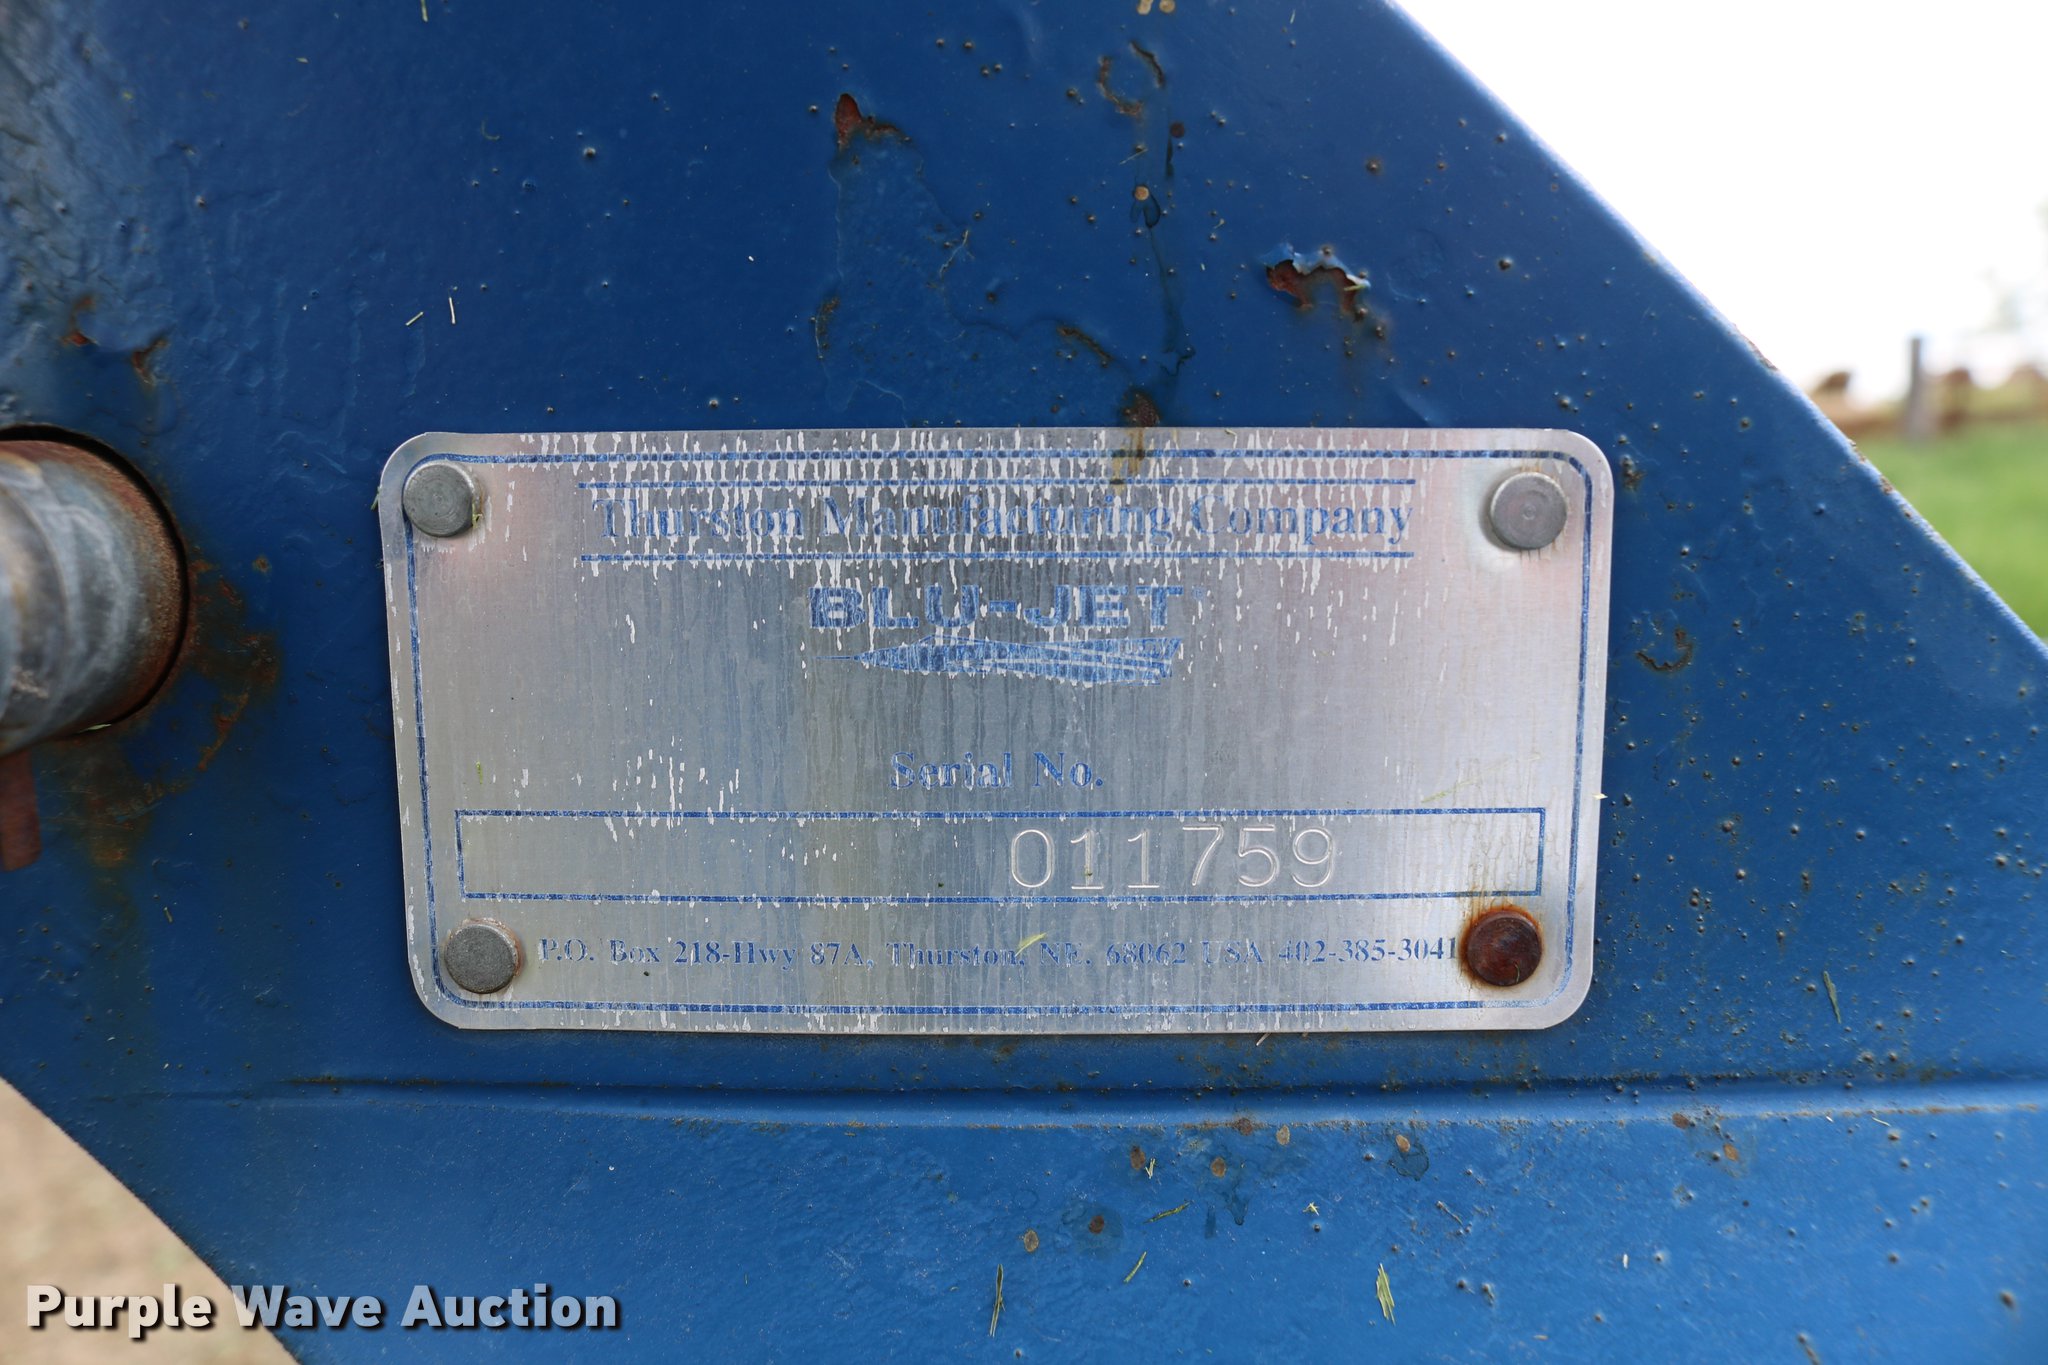 Thurston Manufacturing Company
BLU-JET
Serial No.
011759
P.O. Box 218-Hwy 87A, Thurston, NE. 68062 USA 402-385-3041
Purple Wave Auction